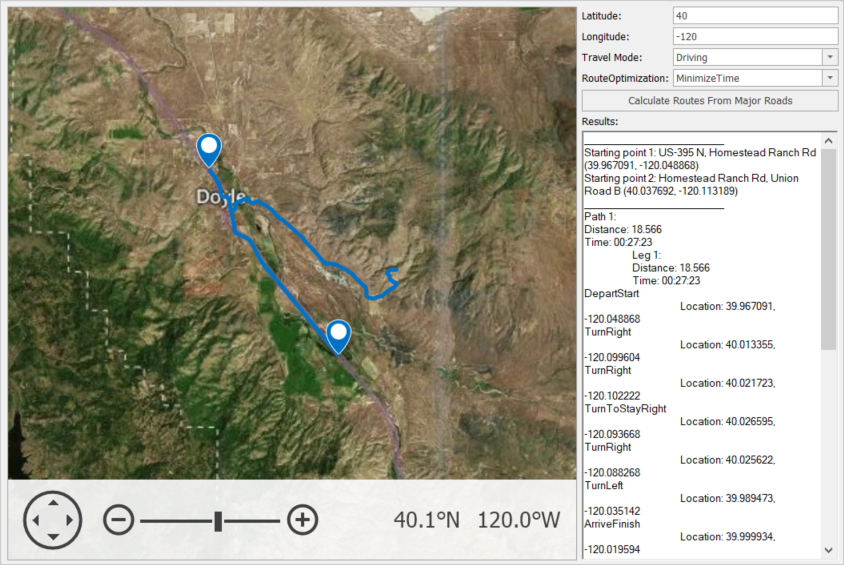 Doyle
40.1°N 120.0°W
Latitude: 40
Longitude: -120
Travel Mode: Driving
RouteOptimization: MinimizeTime
Calculate Routes From Major Roads
Results:
Starting point 1: US-395 N, Homestead Ranch Rd
(39.967091, -120.048868)
Starting point 2: Homestead Ranch Rd, Union
Road B (40.037692, -120.113189)
Path 1:
Distance: 18.566
Time: 00:27:23
Leg 1:
Distance: 18.566
Time: 00:27:23
DepartStart
Location: 39.967091,
-120.048868
TurnRight
Location: 40.013355,
-120.099604
TurnRight
Location: 40.021723,
-120.102222
TurnToStayRight
Location: 40.026595,
-120.093668
TurnRight
Location: 40.025622,
-120.088268
TurnLeft
Location: 39.989473,
-120.035142
ArriveFinish
Location: 39.999934,
-120.019594